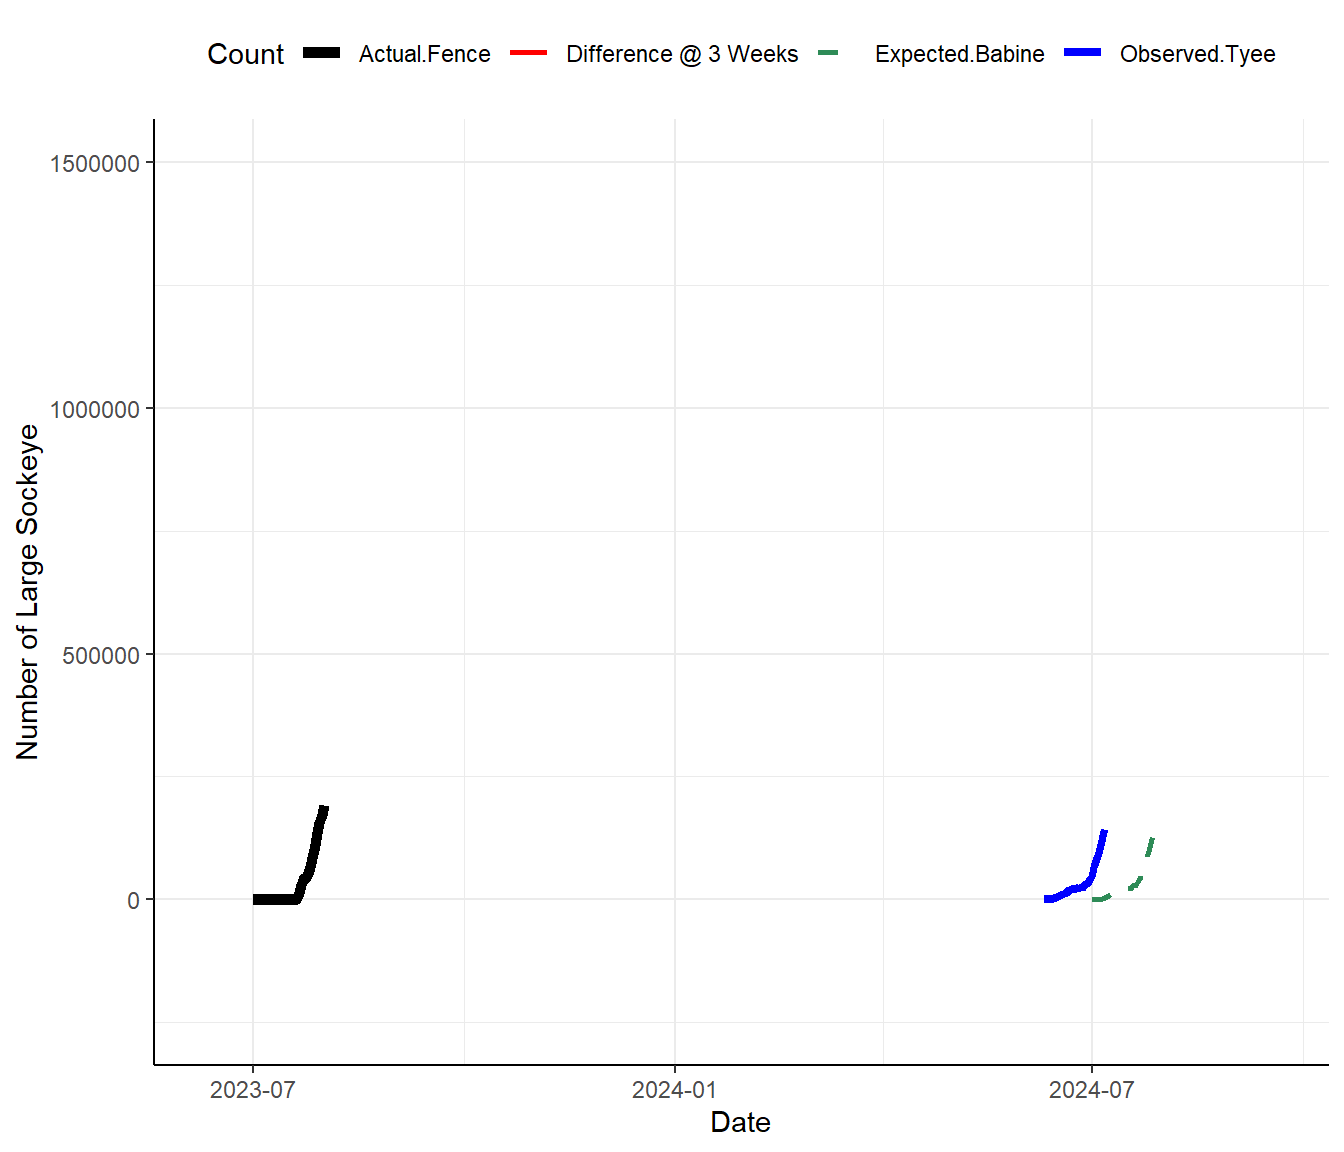 Count Actual.Fence Difference @ 3 Weeks Expected.Babine Observed.Tyee
1500000
1000000
500000
0
Number of Large Sockeye
2023-07 2024-01 2024-07
Date